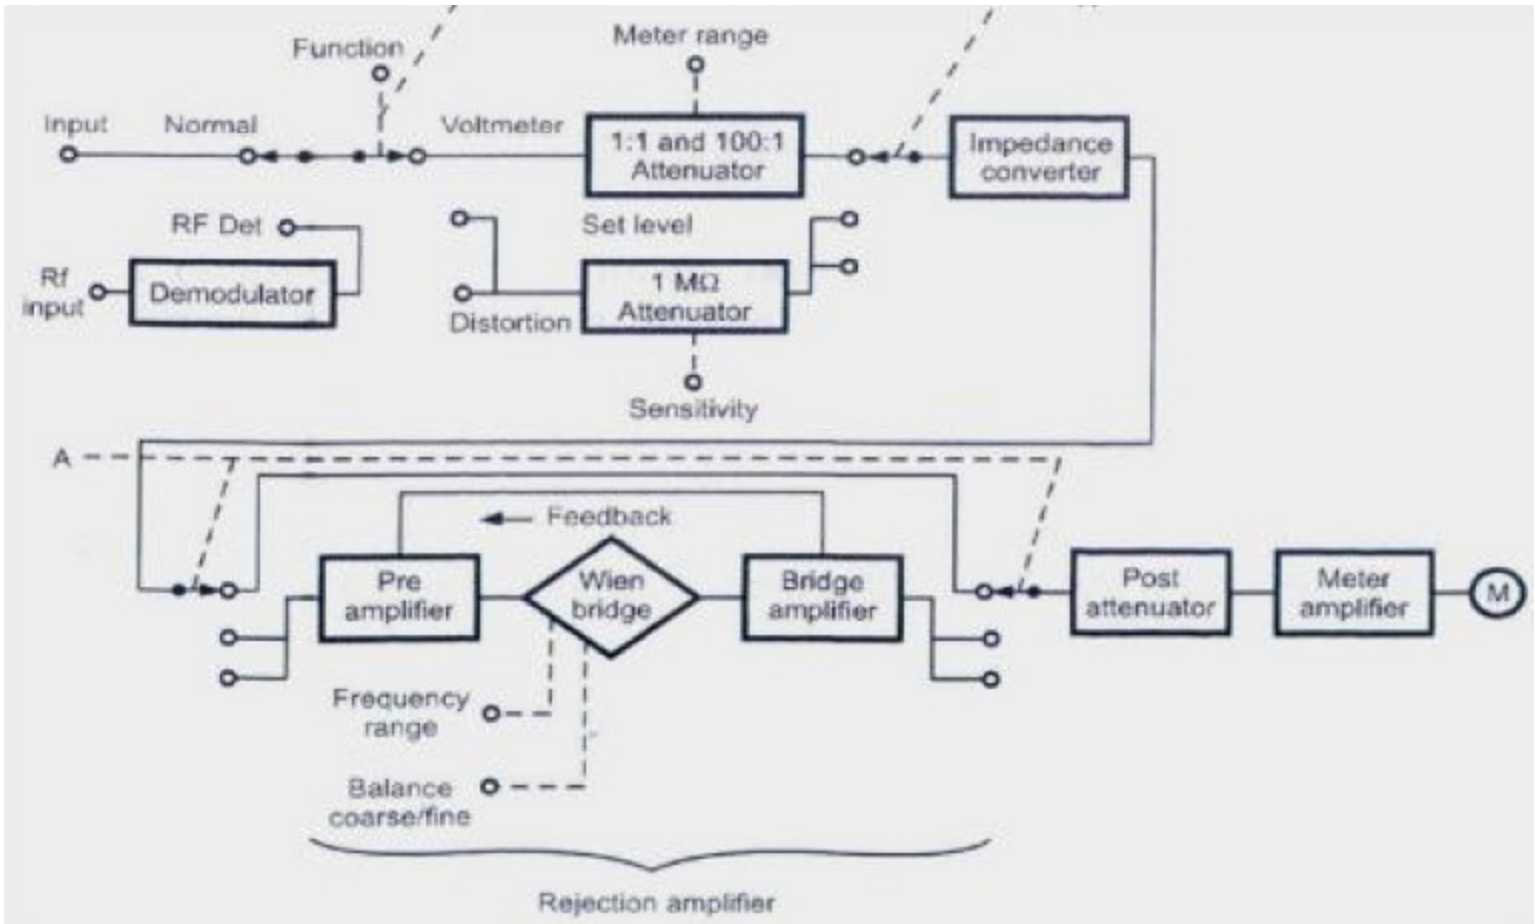 Function
Meter range
Input
Normal
Voltmeter
1:1 and 100:1
Attenuator
Impedance
converter
RF Det
Set level
Rf
input
Demodulator
1 MΩ
Attenuator
Distortion
Sensitivity
A
Feedback
Pre
amplifier
Wien
bridge
Bridge
amplifier
Post
attenuator
Meter
amplifier
M
Frequency
range
Balance
coarse/fine
Rejection amplifier